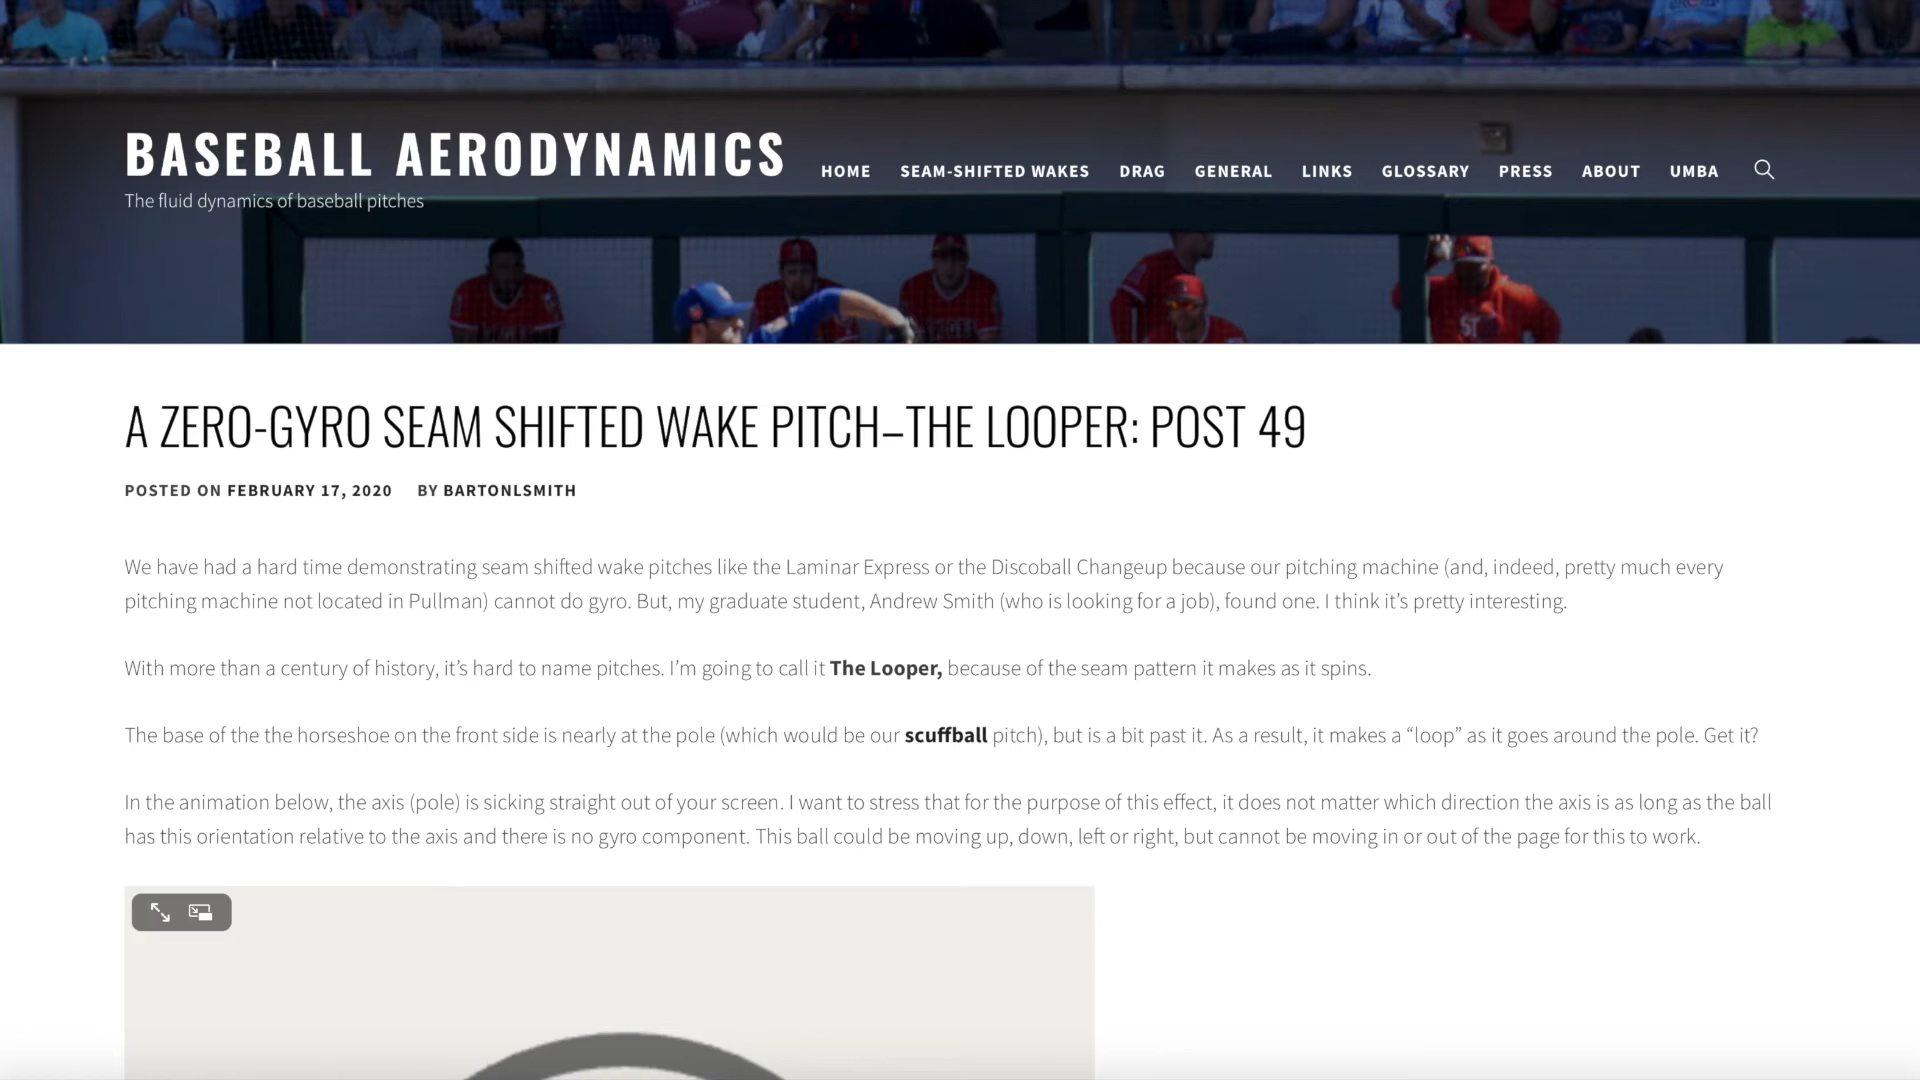 BASEBALL AERODYNAMICS
The fluid dynamics of baseball pitches
HOME SEAM-SHIFTED WAKES DRAG GENERAL LINKS GLOSSARY PRESS ABOUT UMBA
A ZERO-GYRO SEAM SHIFTED WAKE PITCH–THE LOOPER: POST 49
POSTED ON FEBRUARY 17, 2020 BY BARTONLSMITH
We have had a hard time demonstrating seam shifted wake pitches like the Laminar Express or the Discoball Changeup because our pitching machine (and, indeed, pretty much every
pitching machine not located in Pullman) cannot do gyro. But, my graduate student, Andrew Smith (who is looking for a job), found one. I think it’s pretty interesting.
With more than a century of history, it’s hard to name pitches. I’m going to call it The Looper, because of the seam pattern it makes as it spins.
The base of the the horseshoe on the front side is nearly at the pole (which would be our scuffball pitch), but is a bit past it. As a result, it makes a “loop” as it goes around the pole. Get it?
In the animation below, the axis (pole) is sicking straight out of your screen. I want to stress that for the purpose of this effect, it does not matter which direction the axis is as long as the ball
has this orientation relative to the axis and there is no gyro component. This ball could be moving up, down, left or right, but cannot be moving in or out of the page for this to work.